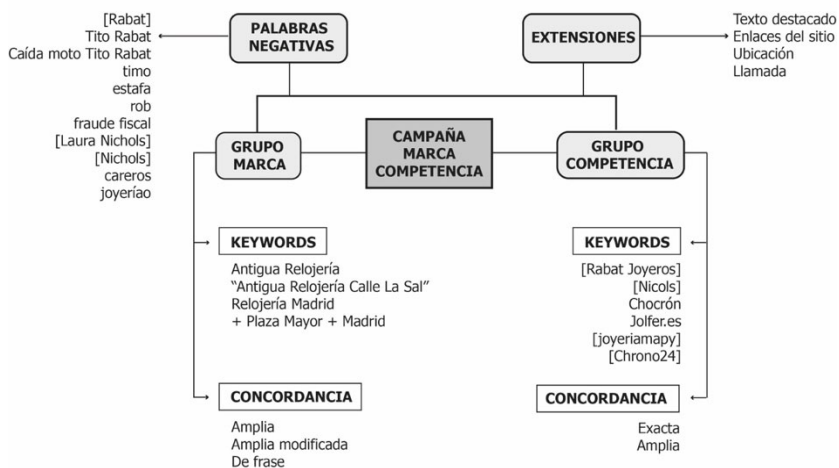 [Rabat]
Tito Rabat
Caída moto Tito Rabat
timo
estafa
rob
fraude fiscal
[Laura Nichols]
[Nichols]
careros
joyeríao
PALABRAS
NEGATIVAS
EXTENSIONES
Texto destacado
Enlaces del sitio
Ubicación
Llamada
GRUPO
MARCA
CAMPAÑA
MARCA
COMPETENCIA
GRUPO
COMPETENCIA
KEYWORDS
Antigua Relojería
“Antigua Relojería Calle La Sal”
Relojería Madrid
+ Plaza Mayor + Madrid
KEYWORDS
[Rabat Joyeros]
[Nicols]
Chocrón
Jolfer.es
[joyeriamapy]
[Chrono24]
CONCORDANCIA
Amplia
Amplia modificada
De frase
CONCORDANCIA
Exacta
Amplia